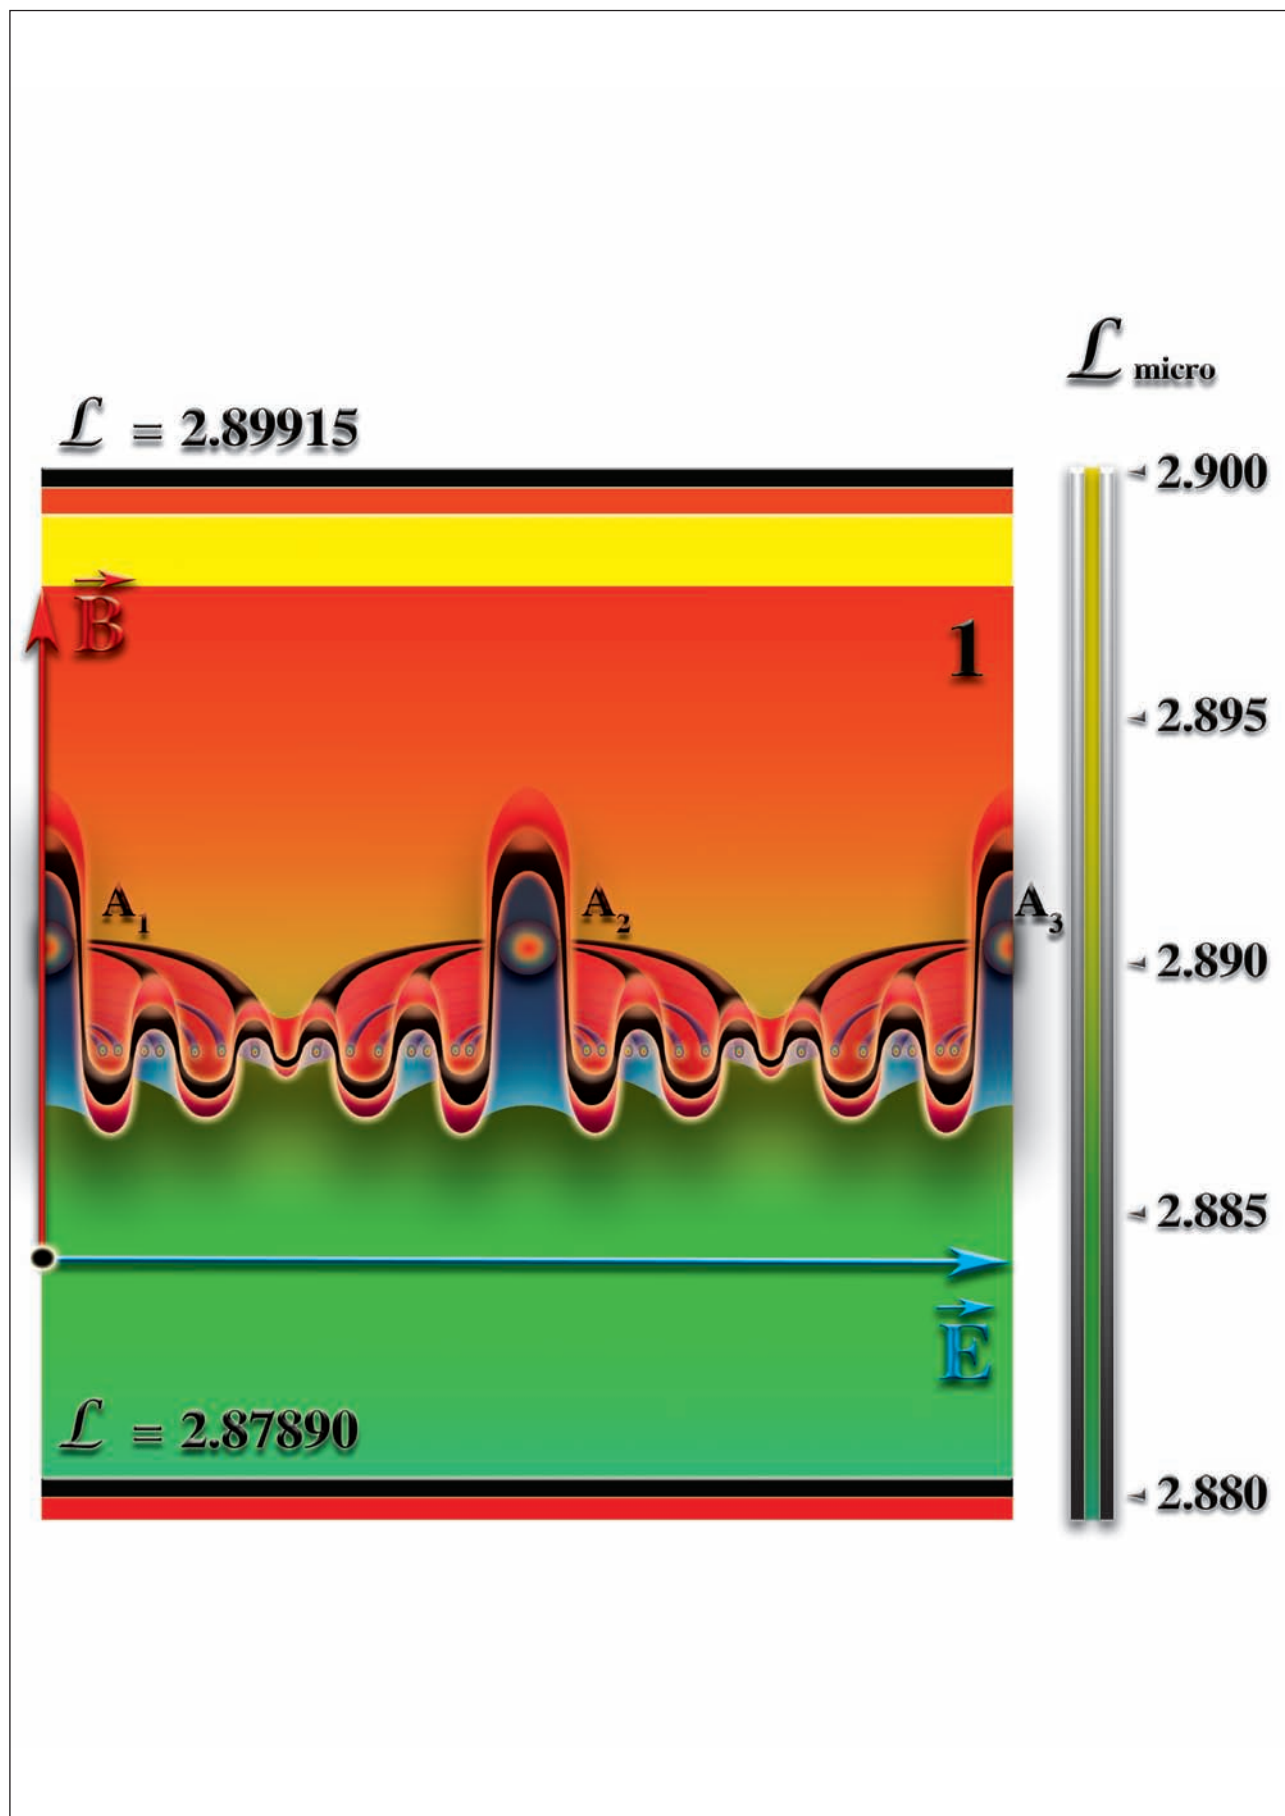 ℒ micro
ℒ = 2.89915
2.900
B
1
2.895
A1
A2
A3
2.890
2.885
E
ℒ = 2.87890
2.880